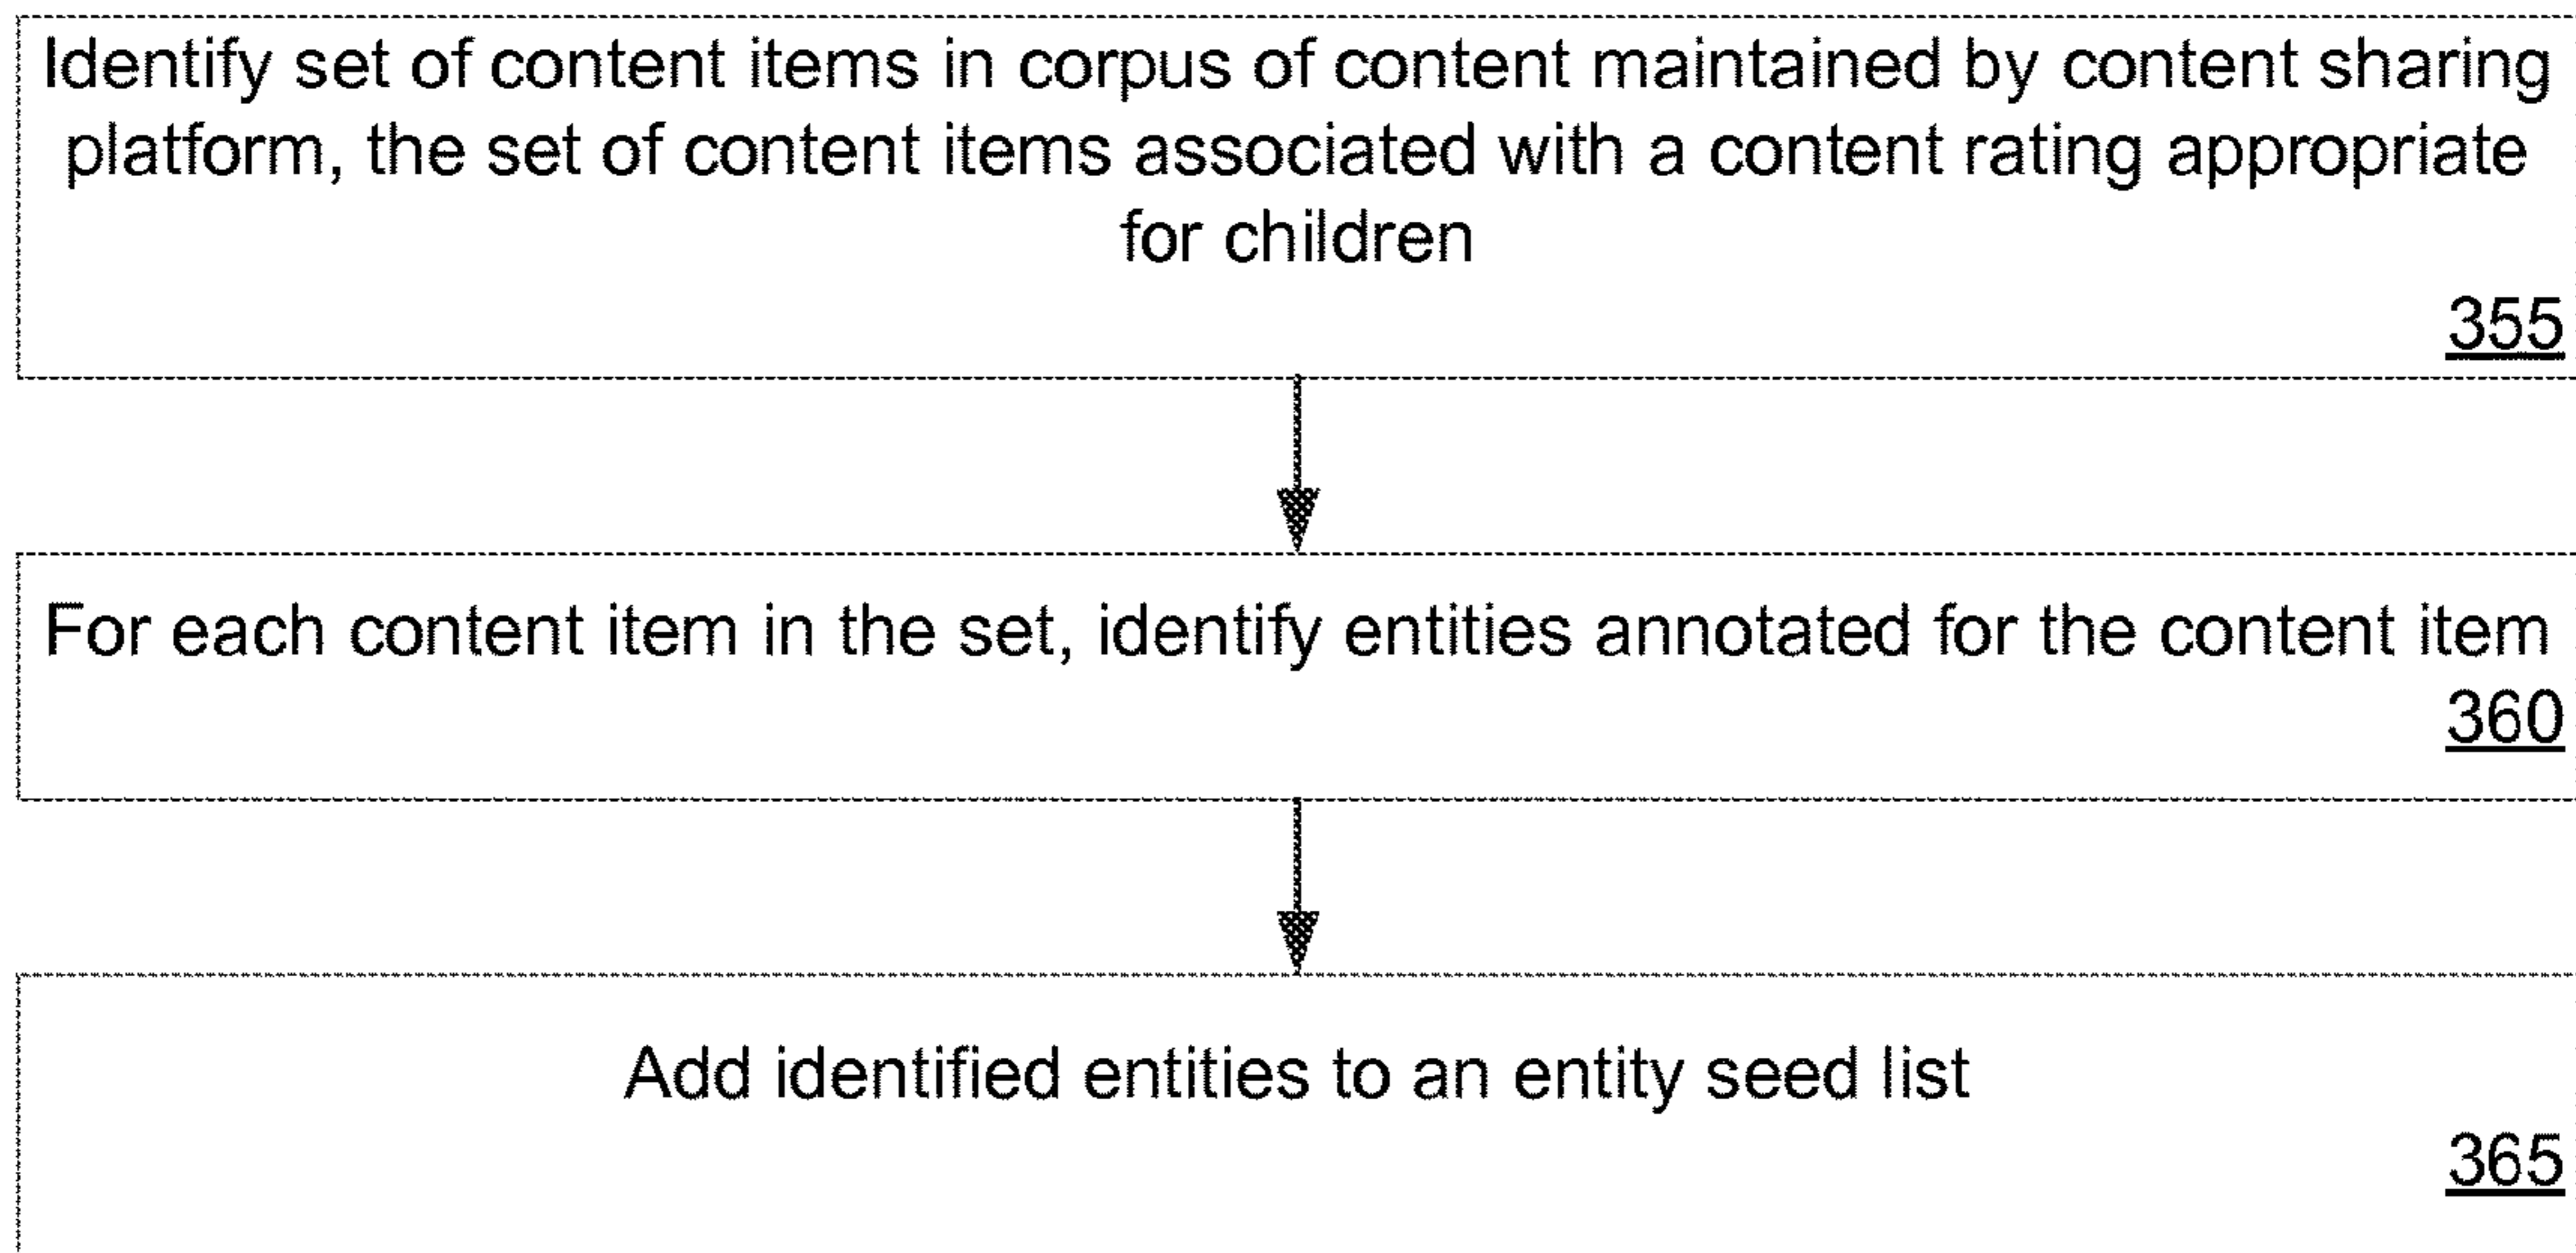 Identify set of content items in corpus of content maintained by content sharing
platform, the set of content items associated with a content rating appropriate
for children
355
For each content item in the set, identify entities annotated for the content item
360
Add identified entities to an entity seed list
365